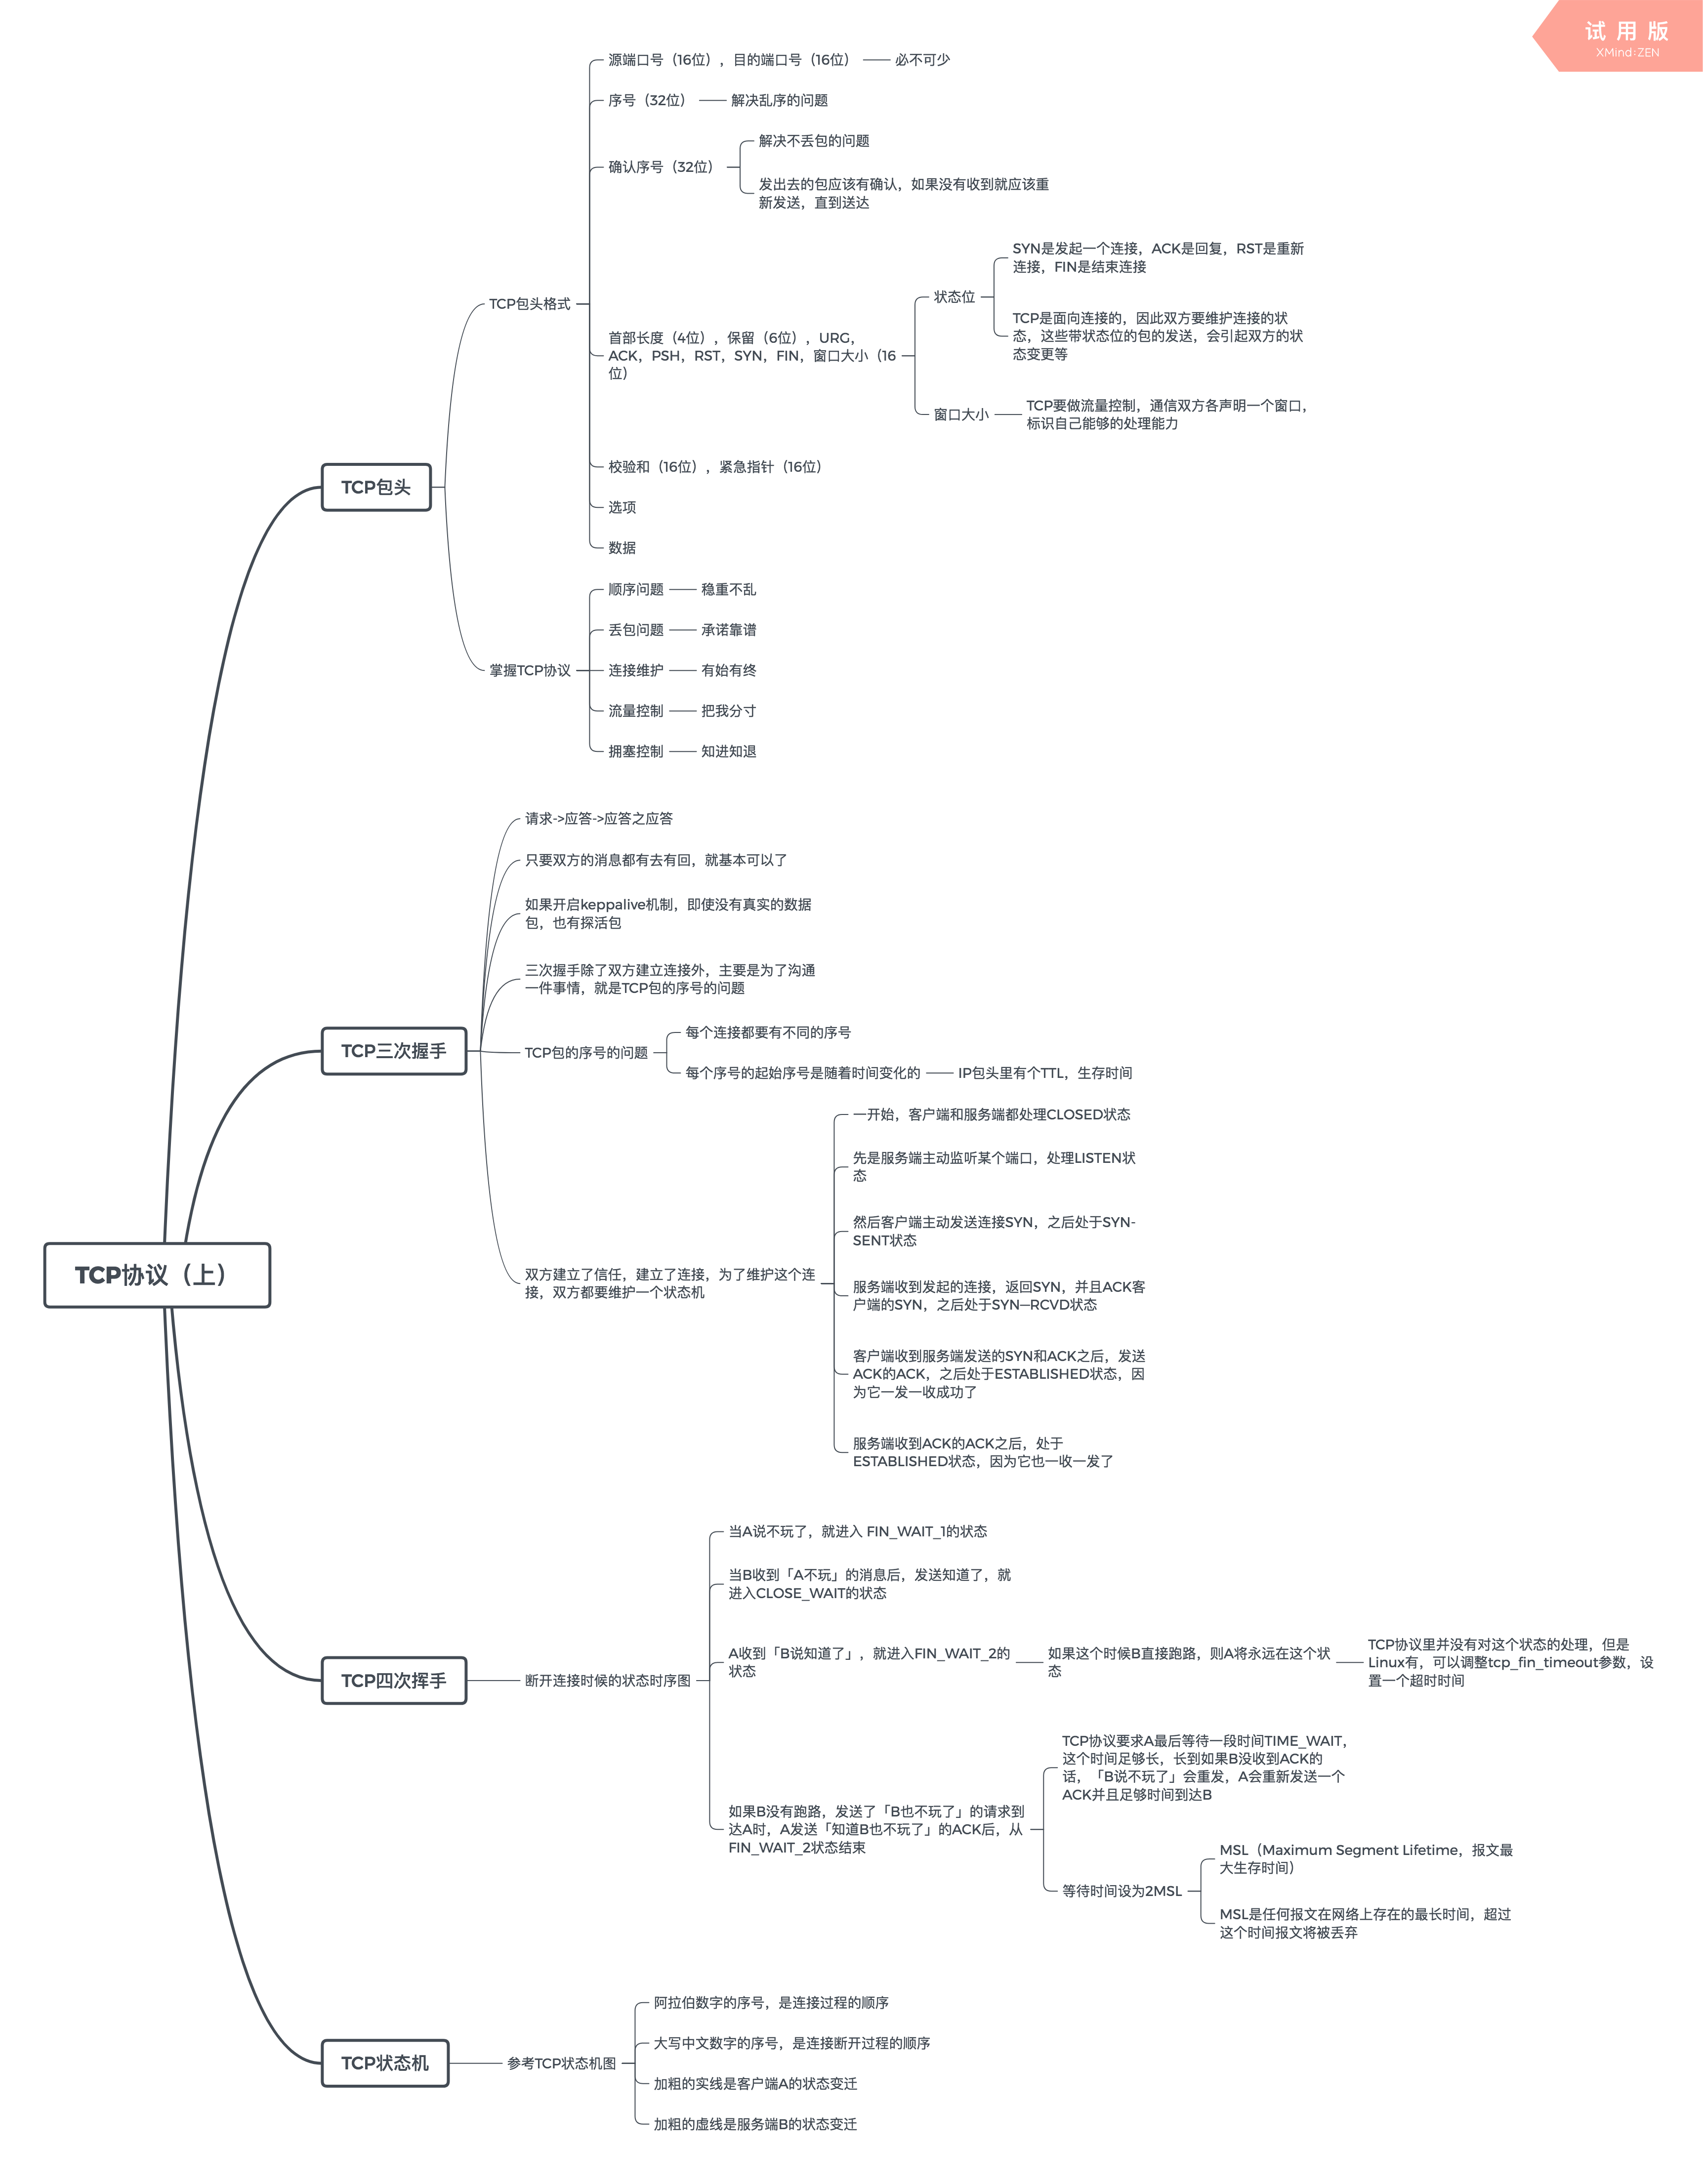 试 用 版
XMind:ZEN
TCP协议（上）
TCP包头
TCP包头格式
源端口号（16位），目的端口号（16位）
必不可少
序号（32位）
解决乱序的问题
确认序号（32位）
解决不丢包的问题
发出去的包应该有确认，如果没有收到就应该重
新发送，直到送达
首部长度（4位），保留（6位），URG，
ACK，PSH，RST，SYN，FIN，窗口大小（16
位）
状态位
SYN是发起一个连接，ACK是回复，RST是重新
连接，FIN是结束连接
TCP是面向连接的，因此双方要维护连接的状
态，这些带状态位的包的发送，会引起双方的状
态变更等
窗口大小
TCP要做流量控制，通信双方各声明一个窗口，
标识自己能够的处理能力
校验和（16位），紧急指针（16位）
选项
数据
掌握TCP协议
顺序问题
稳重不乱
丢包问题
承诺靠谱
连接维护
有始有终
流量控制
把我分寸
拥塞控制
知进知退
TCP三次握手
请求->应答->应答之应答
只要双方的消息都有去有回，就基本可以了
如果开启keppalive机制，即使没有真实的数据
包，也有探活包
三次握手除了双方建立连接外，主要是为了沟通
一件事情，就是TCP包的序号的问题
TCP包的序号的问题
每个连接都要有不同的序号
每个序号的起始序号是随着时间变化的
IP包头里有个TTL，生存时间
双方建立了信任，建立了连接，为了维护这个连
接，双方都要维护一个状态机
一开始，客户端和服务端都处理CLOSED状态
先是服务端主动监听某个端口，处理LISTEN状
态
然后客户端主动发送连接SYN，之后处于SYN-
SENT状态
服务端收到发起的连接，返回SYN，并且ACK客
户端的SYN，之后处于SYN—RCVD状态
客户端收到服务端发送的SYN和ACK之后，发送
ACK的ACK，之后处于ESTABLISHED状态，因
为它一发一收成功了
服务端收到ACK的ACK之后，处于
ESTABLISHED状态，因为它也一收一发了
TCP四次挥手
断开连接时候的状态时序图
当A说不玩了，就进入 FIN_WAIT_1的状态
当B收到「A不玩」的消息后，发送知道了，就
进入CLOSE_WAIT的状态
A收到「B说知道了」，就进入FIN_WAIT_2的
状态
如果这个时候B直接跑路，则A将永远在这个状
态
TCP协议里并没有对这个状态的处理，但是
Linux有，可以调整tcp_fin_timeout参数，设
置一个超时时间
如果B没有跑路，发送了「B也不玩了」的请求到
达A时，A发送「知道B也不玩了」的ACK后，从
FIN_WAIT_2状态结束
TCP协议要求A最后等待一段时间TIME_WAIT，
这个时间足够长，长到如果B没收到ACK的
话，「B说不玩了」会重发，A会重新发送一个
ACK并且足够时间到达B
等待时间设为2MSL
MSL（Maximum Segment Lifetime，报文最
大生存时间）
MSL是任何报文在网络上存在的最长时间，超过
这个时间报文将被丢弃
TCP状态机
参考TCP状态机图
阿拉伯数字的序号，是连接过程的顺序
大写中文数字的序号，是连接断开过程的顺序
加粗的实线是客户端A的状态变迁
加粗的虚线是服务端B的状态变迁